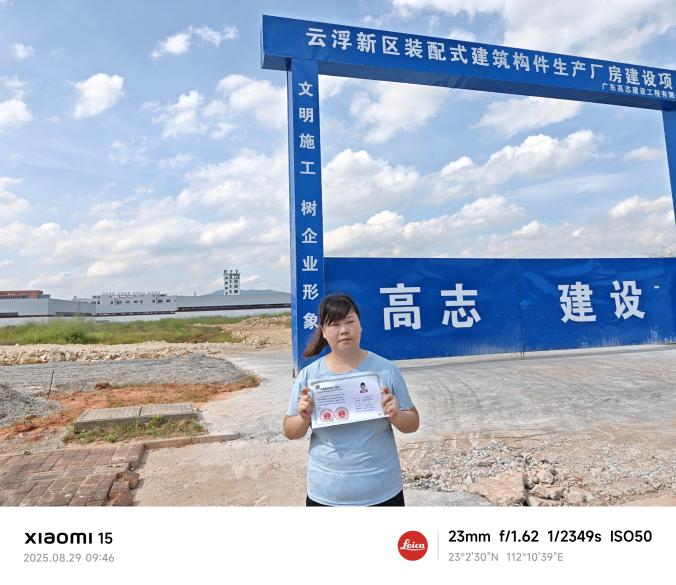 云浮新区装配式建筑构件生产厂房建设项
广东高志建设工程有限
文明施工 树企业形象
高志 建设
XIAOMI 15
2025.08.29 09:46
Leica
23mm f/1.62 1/2349s ISO50
23°2'30"N 112°10'39"E